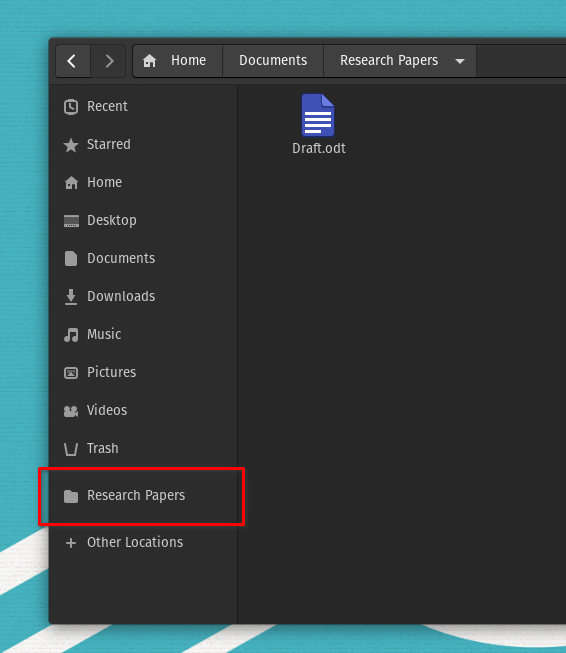 Home Documents Research Papers
Recent
Starred
Home
Desktop
Documents
Downloads
Music
Pictures
Videos
Trash
Research Papers
Other Locations
Draft.odt